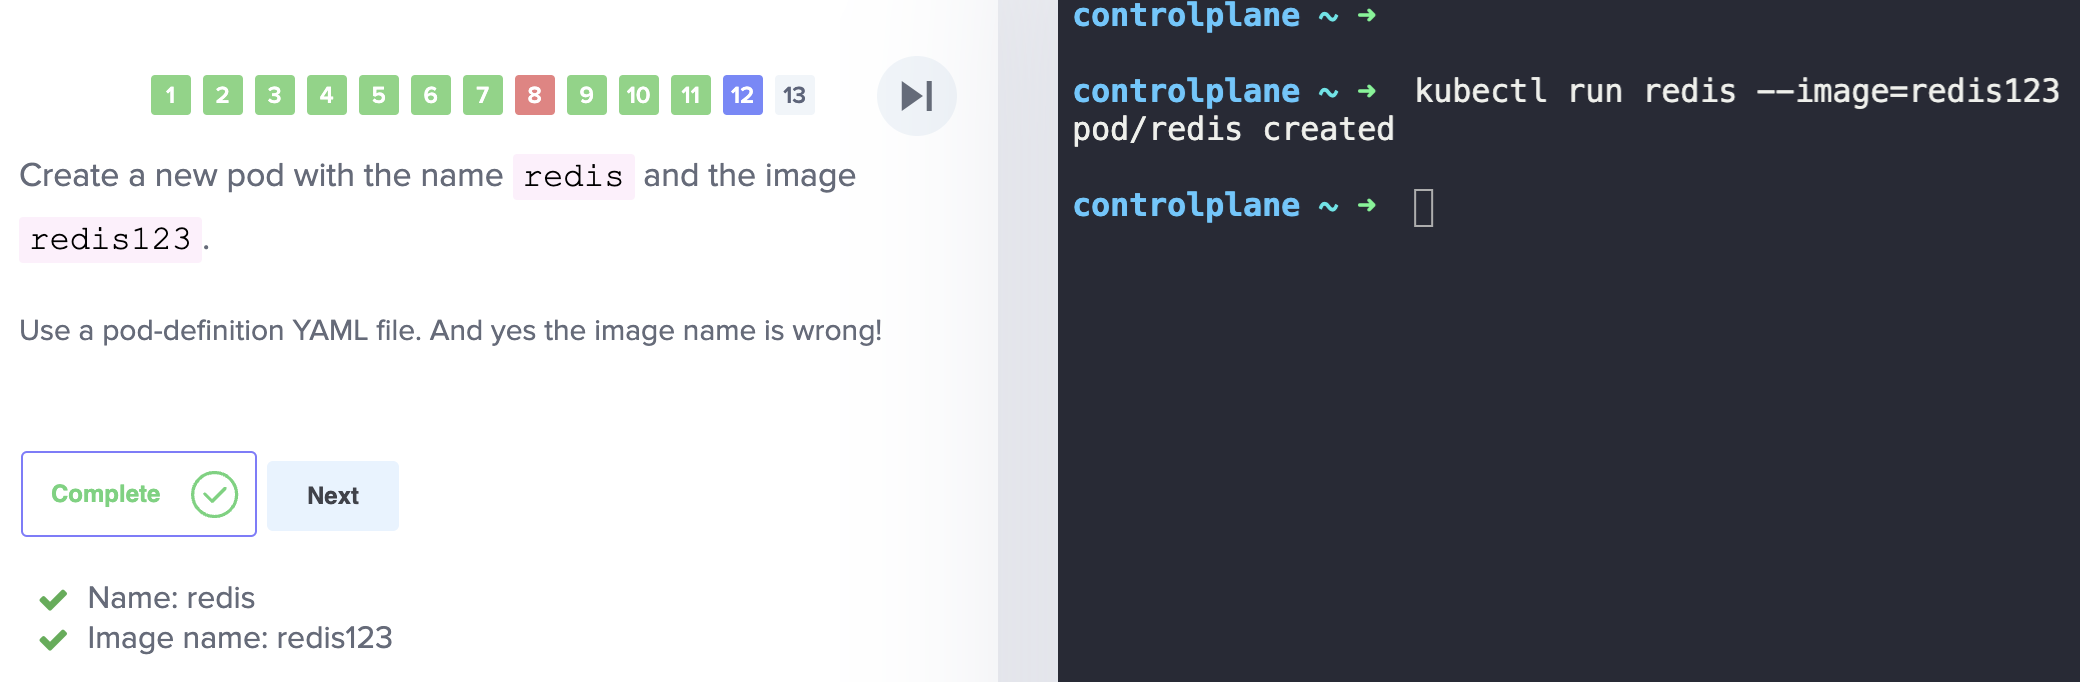 1 2 3 4 5 6 7 8 9 10 11 12 13
Create a new pod with the name redis and the image
redis123.
Use a pod-definition YAML file. And yes the image name is wrong!
Complete Next
Name: redis
Image name: redis123
controlplane ~ ➜
controlplane ~ ➜ kubectl run redis --image=redis123
pod/redis created
controlplane ~ ➜